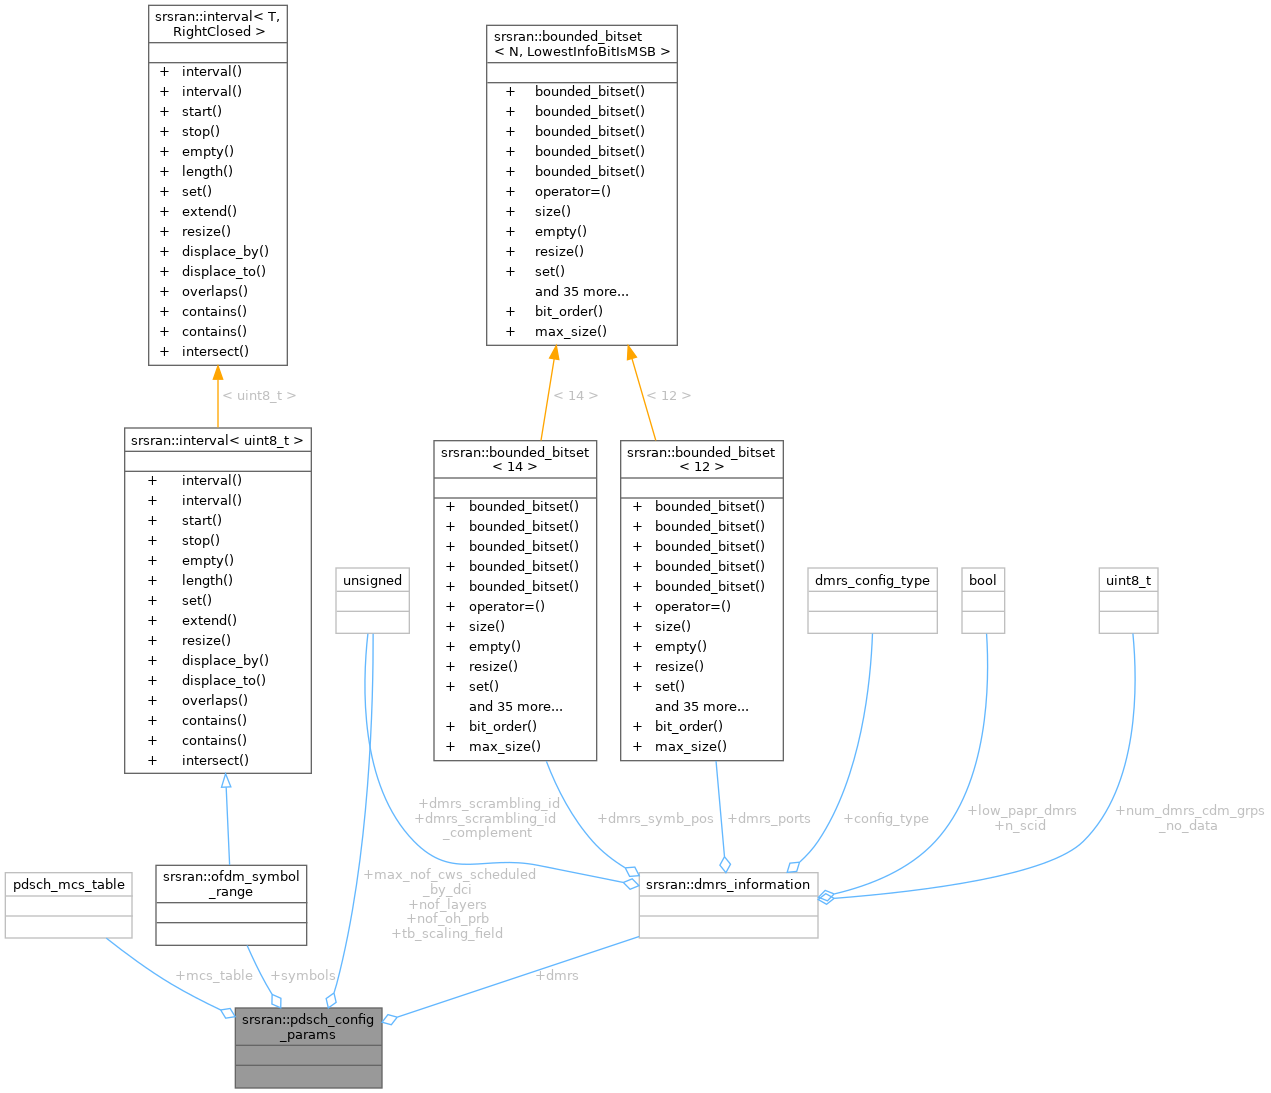 srsran::interval< T,
RightClosed >
+ interval()
+ interval()
+ start()
+ stop()
+ empty()
+ length()
+ set()
+ extend()
+ resize()
+ displace_by()
+ displace_to()
+ overlaps()
+ contains()
+ contains()
+ intersect()
srsran::bounded_bitset
< N, LowestInfoBitIsMSB >
+ bounded_bitset()
+ bounded_bitset()
+ bounded_bitset()
+ bounded_bitset()
+ bounded_bitset()
+ operator=()
+ size()
+ empty()
+ resize()
+ set()
and 35 more...
+ bit_order()
+ max_size()
< uint8_t >
< 14 >
< 12 >
srsran::interval< uint8_t >
+ interval()
+ interval()
+ start()
+ stop()
+ empty()
+ length()
+ set()
+ extend()
+ resize()
+ displace_by()
+ displace_to()
+ overlaps()
+ contains()
+ contains()
+ intersect()
unsigned
srsran::bounded_bitset
< 14 >
+ bounded_bitset()
+ bounded_bitset()
+ bounded_bitset()
+ bounded_bitset()
+ bounded_bitset()
+ operator=()
+ size()
+ empty()
+ resize()
+ set()
and 35 more...
+ bit_order()
+ max_size()
srsran::bounded_bitset
< 12 >
+ bounded_bitset()
+ bounded_bitset()
+ bounded_bitset()
+ bounded_bitset()
+ bounded_bitset()
+ operator=()
+ size()
+ empty()
+ resize()
+ set()
and 35 more...
+ bit_order()
+ max_size()
dmrs_config_type
bool
uint8_t
+dmrs_scrambling_id
+dmrs_scrambling_id
_complement
+dmrs_symb_pos
+dmrs_ports
+config_type
+low_papr_dmrs
+n_scid
+num_dmrs_cdm_grps
_no_data
pdsch_mcs_table
srsran::ofdm_symbol
_range
+max_nof_cws_scheduled
_by_dci
+nof_layers
+nof_oh_prb
+tb_scaling_field
srsran::dmrs_information
+mcs_table
+symbols
+dmrs
srsran::pdsch_config
_params